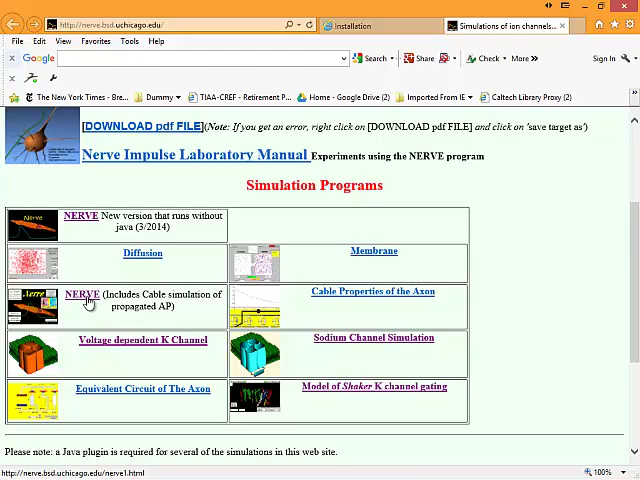 http://nerve.bsd.uchicago.edu/
Installation
Simulations of ion channels...
File Edit View Favorites Tools Help
Google
Search
Share
Check
More »
Sign In
The New York Times - Bre...
Dummy
TIAA-CREF - Retirement P...
Home - Google Drive (2)
Imported From IE
Caltech Library Proxy (2)
[DOWNLOAD pdf FILE](Note: If you get an error, right click on [DOWNLOAD pdf FILE] and click on 'save target as')
Nerve Impulse Laboratory Manual Experiments using the NERVE program
Simulation Programs
Nerve
NERVE New version that runs without
java (3/2014)
Diffusion
Membrane
Nerve
NERVE (Includes Cable simulation of
propagated AP)
Cable Properties of the Axon
Voltage dependent K Channel
Sodium Channel Simulation
Equivalent Circuit of The Axon
Model of Shaker K channel gating
Please note: a Java plugin is required for several of the simulations in this web site.
http://nerve.bsd.uchicago.edu/nerve1.html
100%